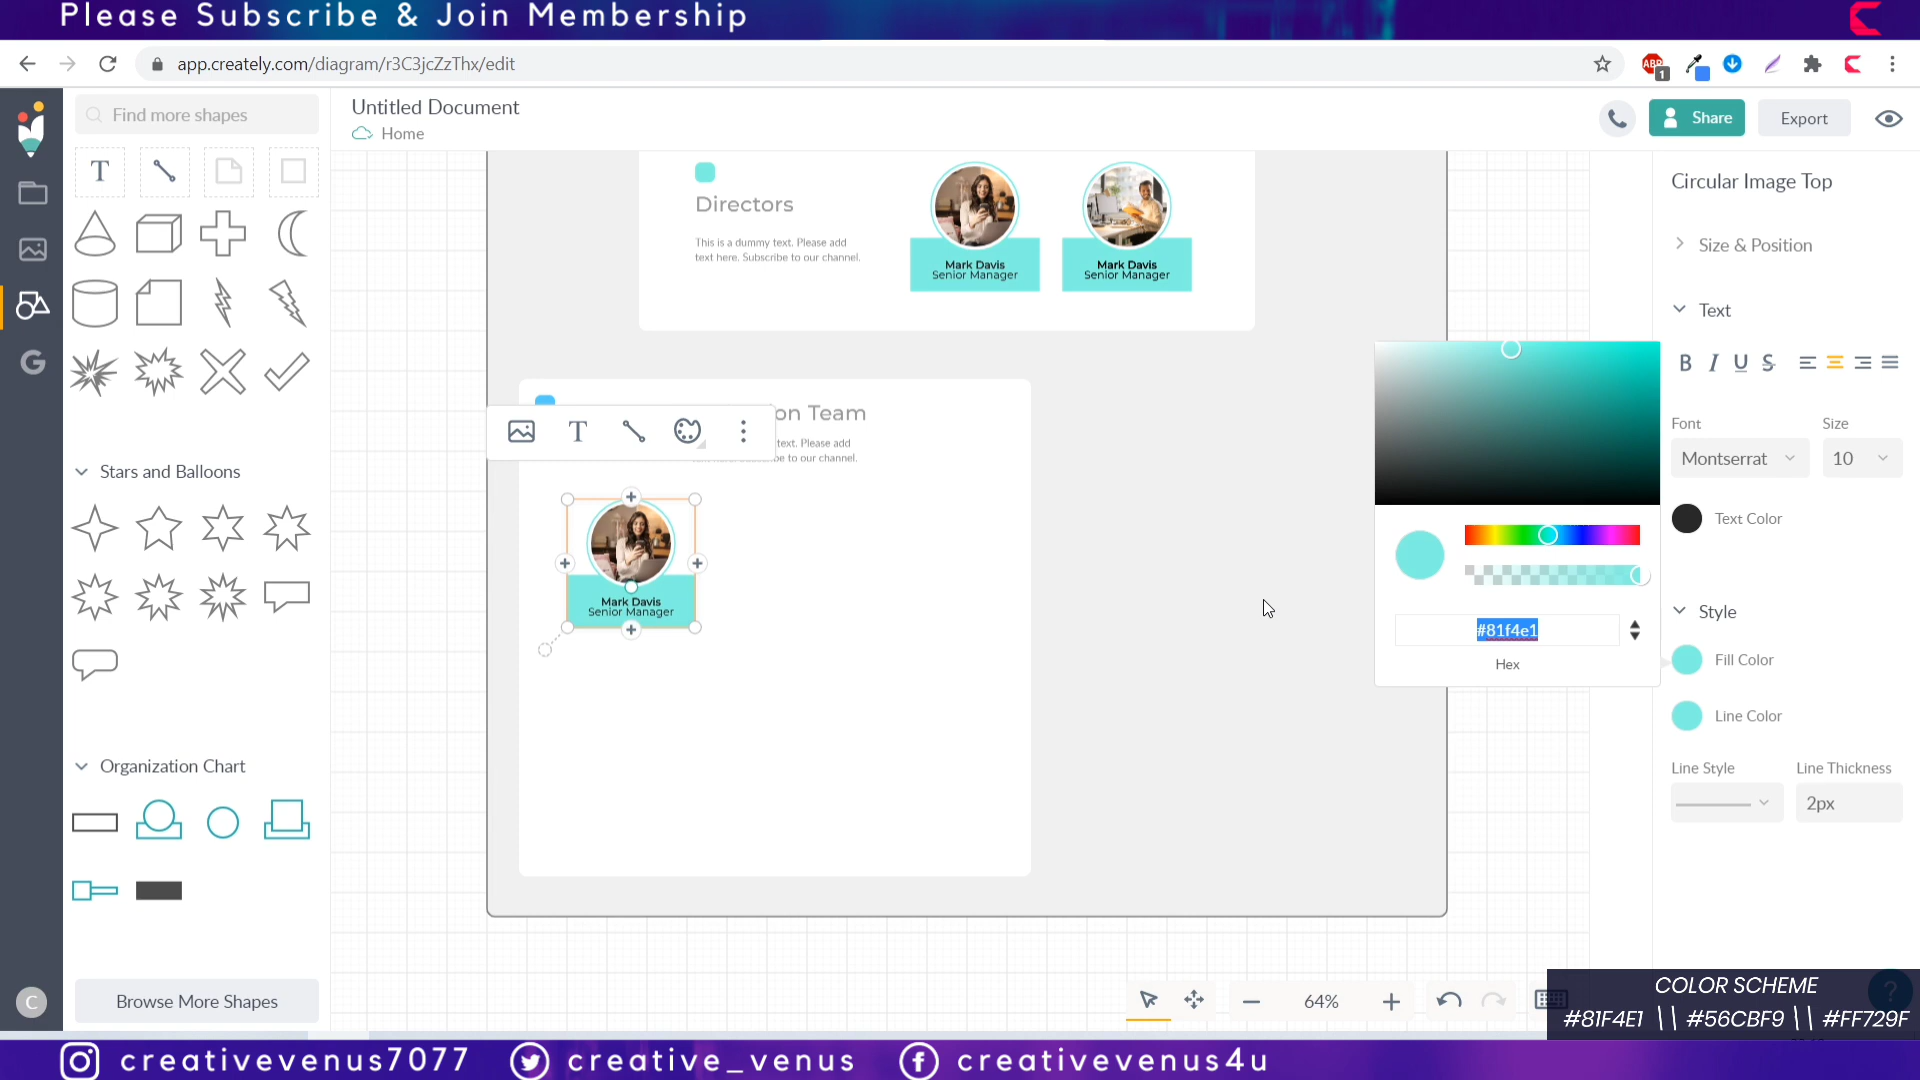 Please Subscribe & Join Membership
app.creately.com/diagram/r3C3jcZzThx/edit
ABP
1
Find more shapes
Untitled Document
Home
Share
Export
T
Directors
This is a dummy text. Please add
text here. Subscribe to our channel.
Mark Davis
Senior Manager
Mark Davis
Senior Manager
Circular Image Top
Size & Position
Text
B I U S
Font
Size
Montserrat
10
Text Color
on Team
text. Please add
be to our channel.
T
Mark Davis
Senior Manager
#81f4e1
Hex
Style
Fill Color
Line Color
Line Style
Line Thickness
2px
Stars and Balloons
Organization Chart
G
C
Browse More Shapes
64%
?
COLOR SCHEME
#81F4E1 \\ #56CBF9 \\ #FF729F
creativevenus7077 creative_venus creativevenus4u